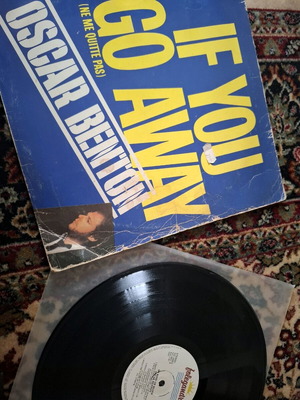 IF YOU
GO AWAY
(NE ME QUITTE PAS)
OSCAR BENTON